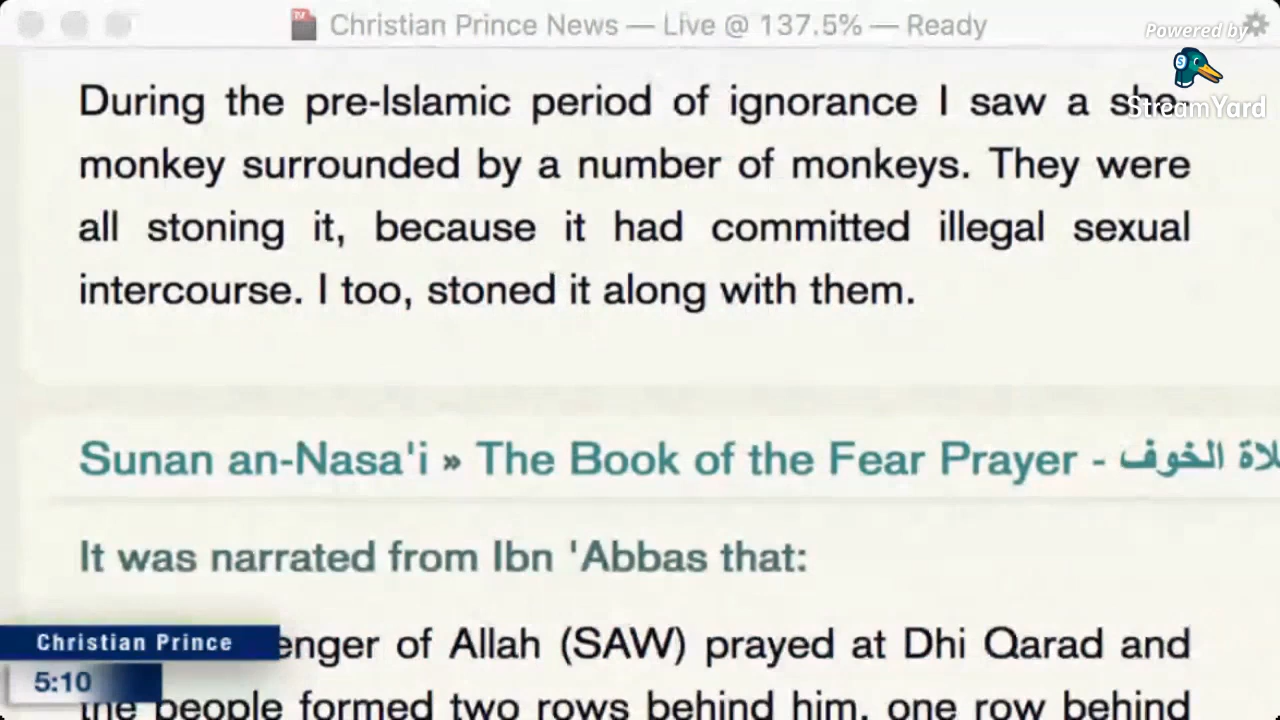 Christian Prince News — Live @ 137.5% — Ready
Powered by
StreamYard
During the pre-Islamic period of ignorance I saw a she-
monkey surrounded by a number of monkeys. They were
all stoning it, because it had committed illegal sexual
intercourse. I too, stoned it along with them.
Sunan an-Nasa'i » The Book of the Fear Prayer - الخوف
It was narrated from Ibn 'Abbas that:
enger of Allah (SAW) prayed at Dhi Qarad and
the people formed two rows behind him, one row behind
Christian Prince
5:10